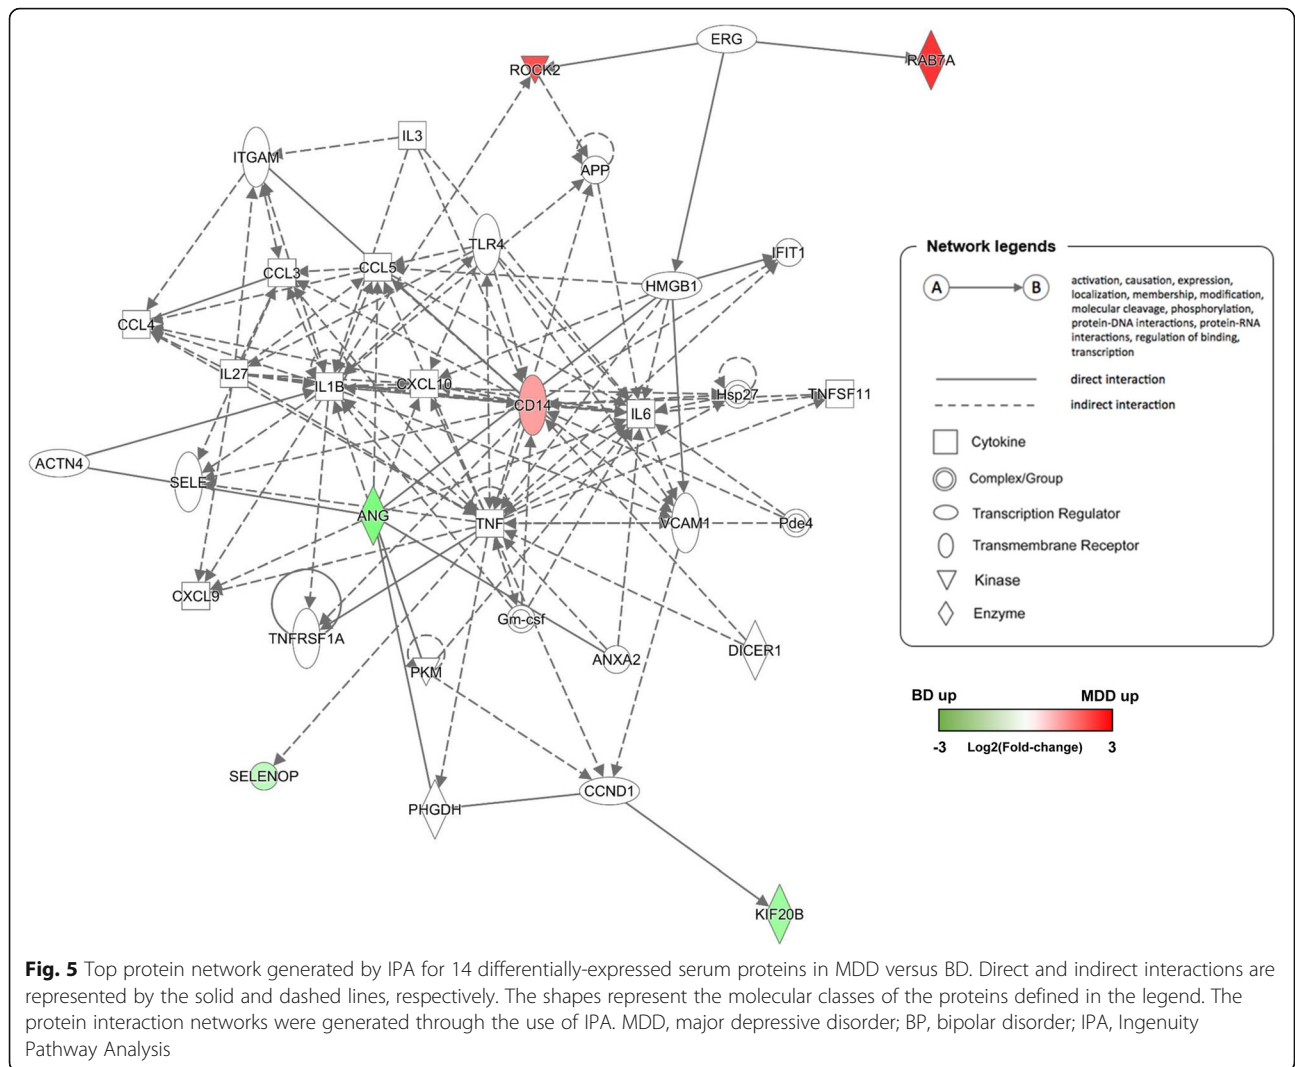 ERG
RAB7A
ROCK2
IL3
ITGAM
APP
TLR4
IFIT1
CCL3
CCL5
HMGB1
CCL4
IL27
IL1B
CXCL10
CD14
IL6
Hsp27
TNFSF11
ACTN4
SELE
ANG
TNF
VCAM1
Pde4
CXCL9
TNFRSF1A
Gm-csf
PKM
ANXA2
DICER1
SELENOP
PHGDH
CCND1
KIF20B
Network legends
A
B
activation, causation, expression,
localization, membership, modification,
molecular cleavage, phosphorylation,
protein-DNA interactions, protein-RNA
interactions, regulation of binding,
transcription
direct interaction
indirect interaction
Cytokine
Complex/Group
Transcription Regulator
Transmembrane Receptor
Kinase
Enzyme
BD up MDD up
-3 Log2(Fold-change) 3
Fig. 5 Top protein network generated by IPA for 14 differentially-expressed serum proteins in MDD versus BD. Direct and indirect interactions are
represented by the solid and dashed lines, respectively. The shapes represent the molecular classes of the proteins defined in the legend. The
protein interaction networks were generated through the use of IPA. MDD, major depressive disorder; BP, bipolar disorder; IPA, Ingenuity
Pathway Analysis